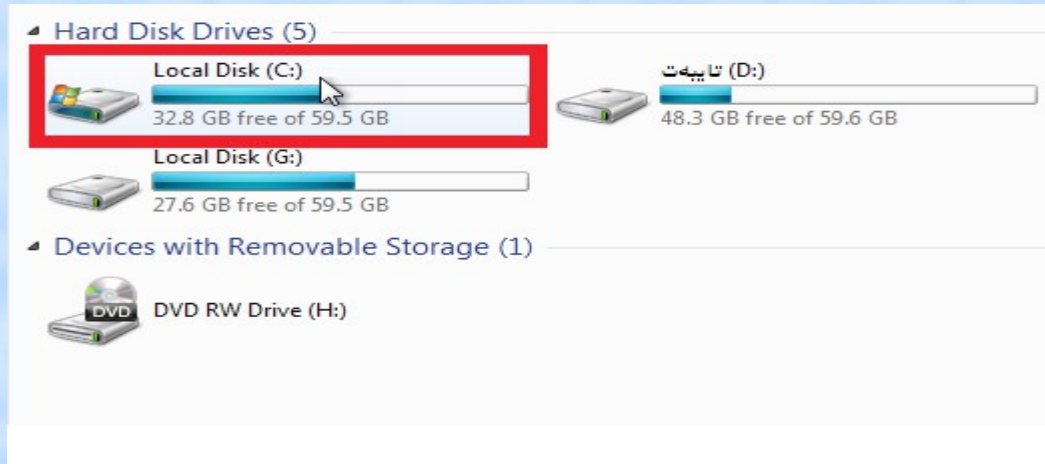 Hard Disk Drives (5)
Local Disk (C:)
32.8 GB free of 59.5 GB
تايبەت (D:)
48.3 GB free of 59.6 GB
Local Disk (G:)
27.6 GB free of 59.5 GB
Devices with Removable Storage (1)
DVD
DVD RW Drive (H:)